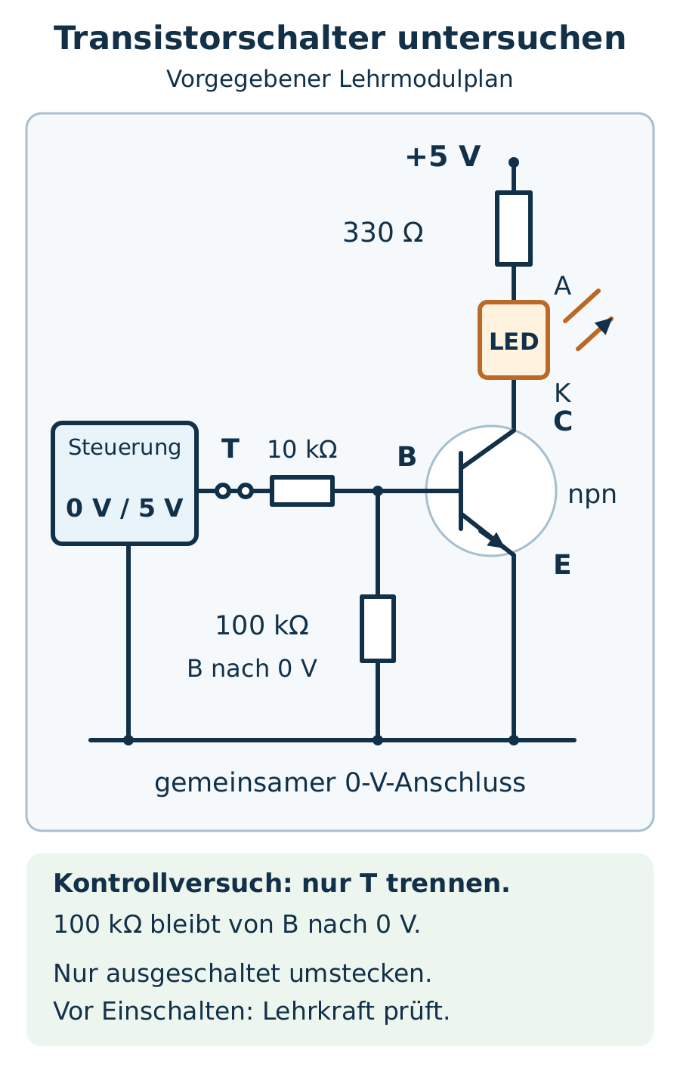 Transistorschalter untersuchen
Vorgegebener Lehrmodulplan
+5 V
330 Ω
A
LED
K
C
Steuerung
0 V / 5 V
T
10 kΩ
B
npn
E
100 kΩ
B nach 0 V
gemeinsamer 0-V-Anschluss
Kontrollversuch: nur T trennen.
100 kΩ bleibt von B nach 0 V.
Nur ausgeschaltet umstecken.
Vor Einschalten: Lehrkraft prüft.